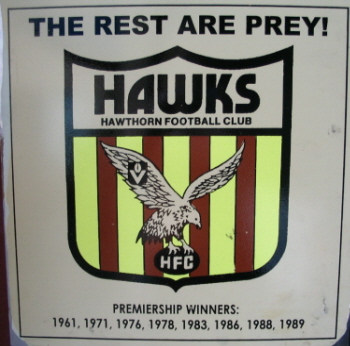 THE REST ARE PREY!
HAWKS
HAWTHORN FOOTBALL CLUB
V
HFC
PREMIERSHIP WINNERS:
1961, 1971, 1976, 1978, 1983, 1986, 1988, 1989